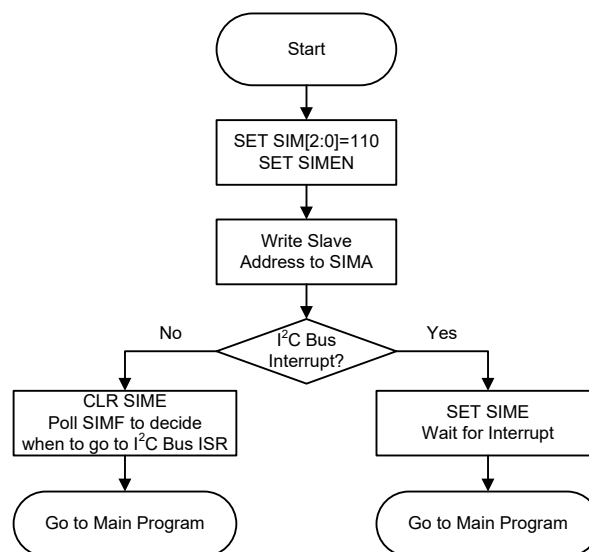 Start
SET SIM[2:0]=110
SET SIMEN
Write Slave
Address to SIMA
No
I²C Bus
Interrupt?
Yes
CLR SIME
Poll SIMF to decide
when to go to I²C Bus ISR
SET SIME
Wait for Interrupt
Go to Main Program
Go to Main Program